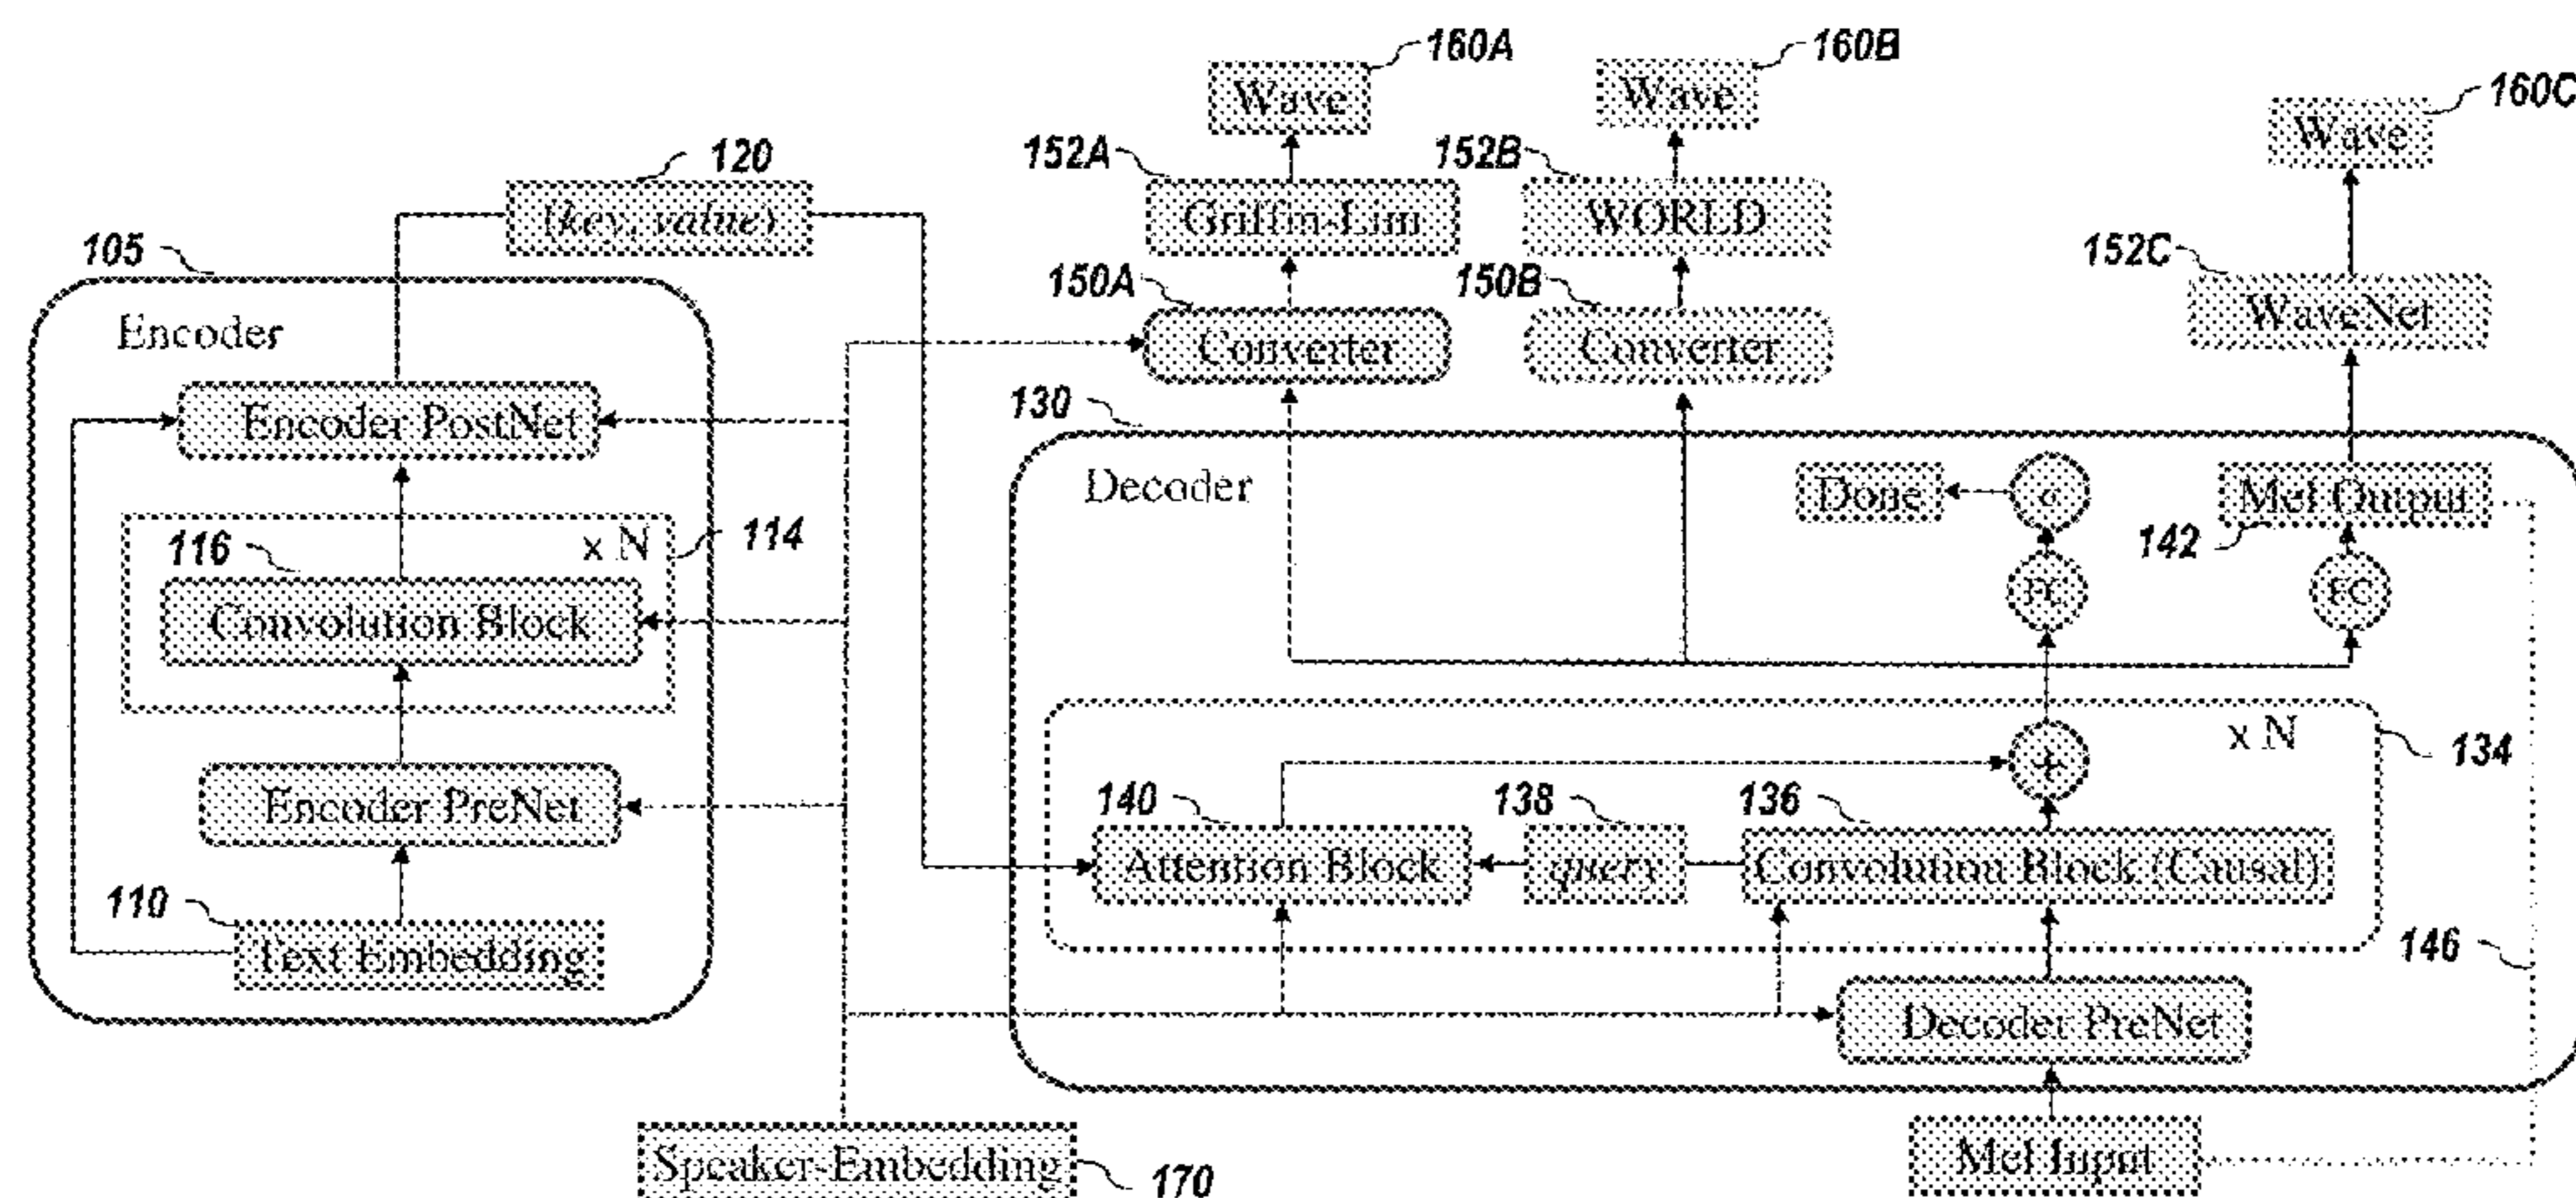 160A
160B
160C
Wave
Wave
Wave
120
152A
152B
(key, value)
Griffin-Lim
WORLD
105
152C
150A
150B
WaveNet
Encoder
Converter
Converter
130
Encoder PostNet
Decoder
Done
σ
Mel Output
116
x N
114
142
FC
FC
Convolution Block
x N
134
+
Encoder PreNet
140
138
136
Attention Block
query
Convolution Block (Causal)
110
Text Embedding
146
Decoder PreNet
Speaker-Embedding
170
Mel Input